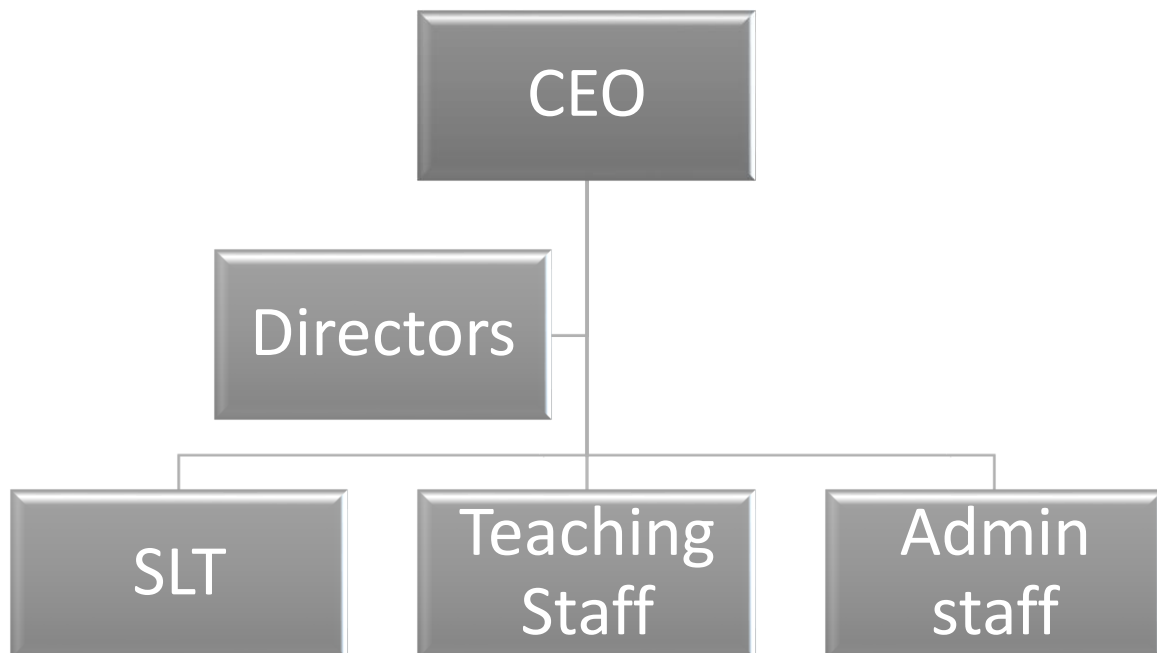 CEO
Directors
SLT
Teaching
Staff
Admin
staff